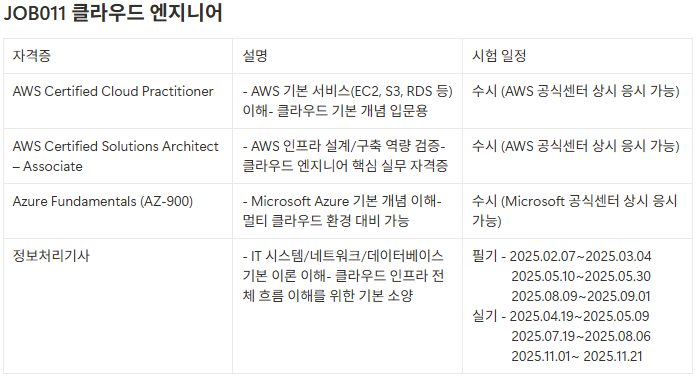 JOB011 클라우드 엔지니어
자격증
설명
시험 일정
AWS Certified Cloud Practitioner
- AWS 기본 서비스(EC2, S3, RDS 등)
이해- 클라우드 기본 개념 입문용
수시 (AWS 공식센터 상시 응시 가능)
AWS Certified Solutions Architect
– Associate
- AWS 인프라 설계/구축 역량 검증-
클라우드 엔지니어 핵심 실무 자격증
수시 (AWS 공식센터 상시 응시 가능)
Azure Fundamentals (AZ-900)
- Microsoft Azure 기본 개념 이해-
멀티 클라우드 환경 대비 가능
수시 (Microsoft 공식센터 상시 응시
가능)
정보처리기사
- IT 시스템/네트워크/데이터베이스
기본 이론 이해- 클라우드 인프라 전
체 흐름 이해를 위한 기본 소양
필기 - 2025.02.07~2025.03.04
2025.05.10~2025.05.30
2025.08.09~2025.09.01
실기 - 2025.04.19~2025.05.09
2025.07.19~2025.08.06
2025.11.01~ 2025.11.21